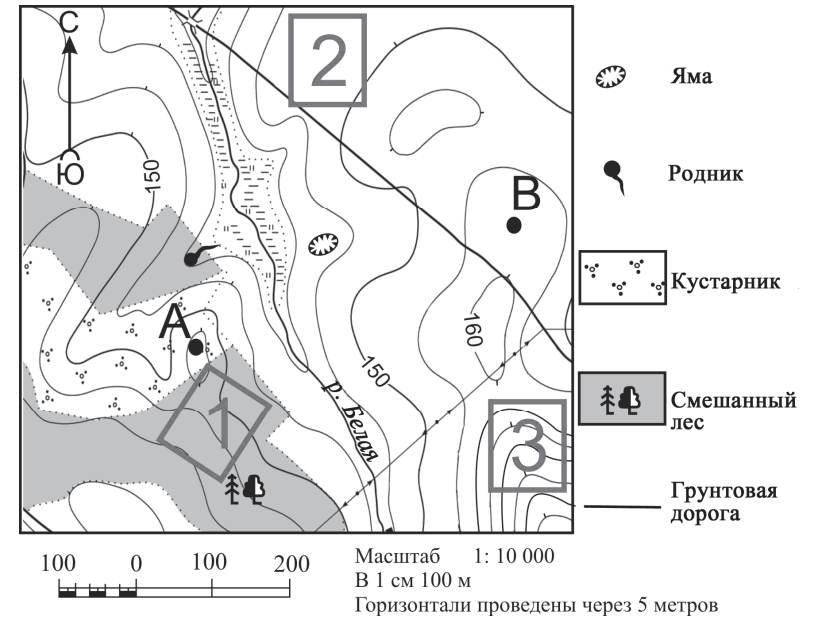 С
Ю
2
150
В
А
160
150
1
р. Белая
3
Яма
Родник
Кустарник
Смешанный
лес
Грунтовая
дорога
100 0 100 200
Масштаб 1: 10 000
В 1 см 100 м
Горизонтали проведены через 5 метров